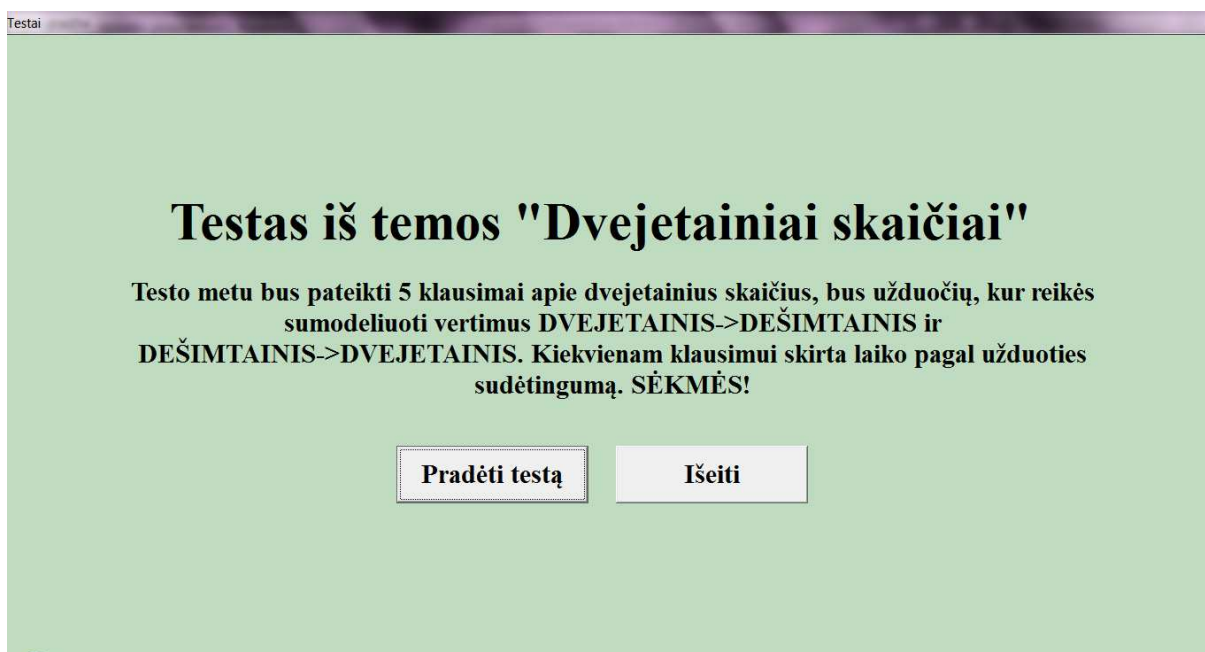 Testai
Testas iš temos "Dvejetainiai skaičiai"
Testo metu bus pateikti 5 klausimai apie dvejetainius skaičius, bus užduočių, kur reikės
sumodeliuoti vertimus DVEJETAINIS->DEŠIMTAINIS ir
DEŠIMTAINIS->DVEJETAINIS. Kiekvienam klausimui skirta laiko pagal užduoties
sudėtingumą. SĖKMĖS!
Pradėti testą
Išeiti